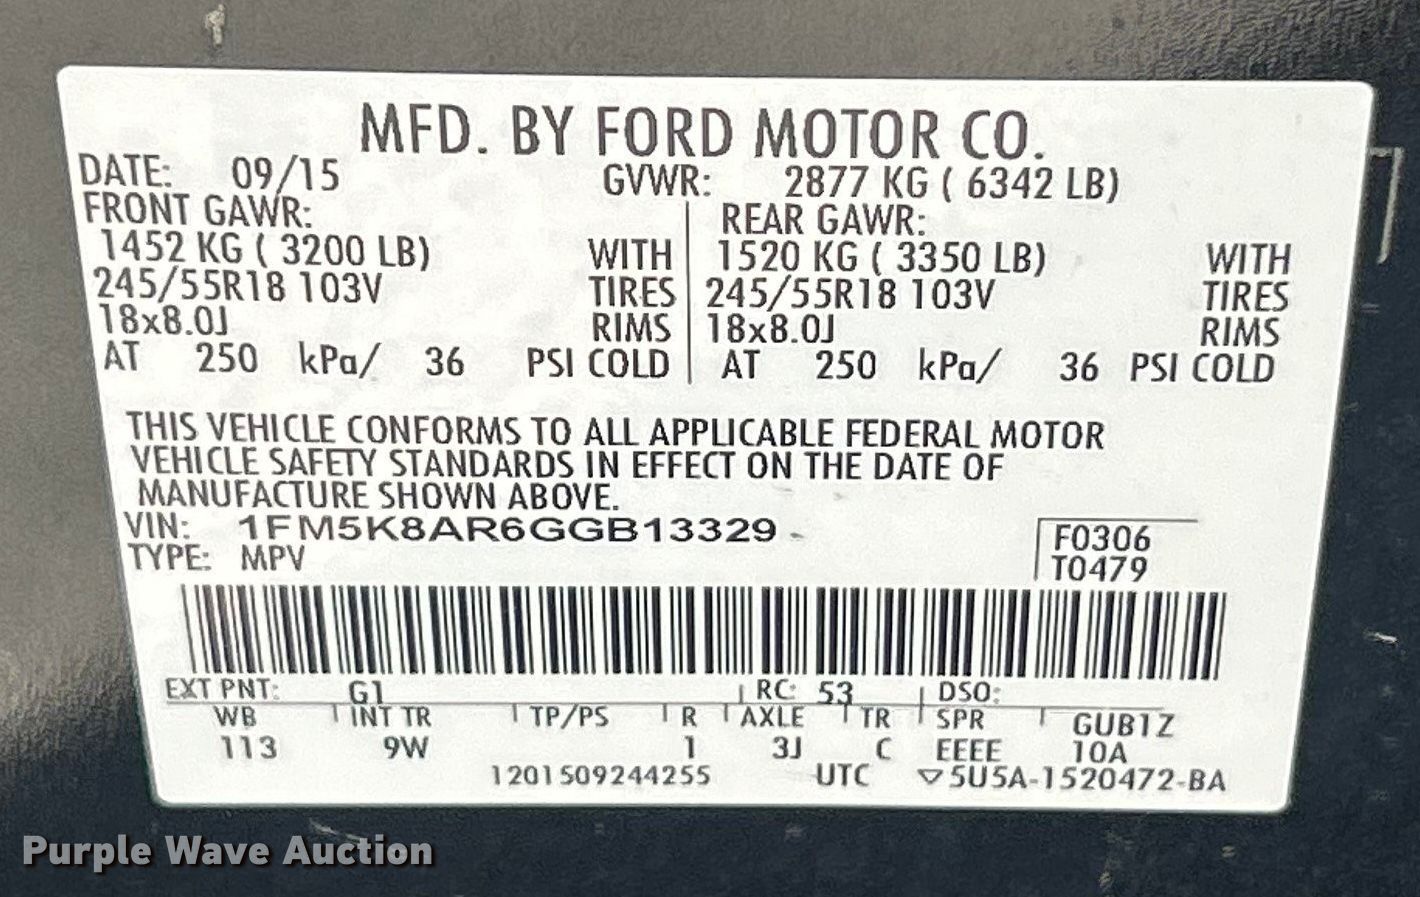 MFD. BY FORD MOTOR CO.
DATE: 09/15 GVWR: 2877 KG ( 6342 LB)
FRONT GAWR: REAR GAWR:
1452 KG ( 3200 LB) WITH 1520 KG ( 3350 LB) WITH
245/55R18 103V TIRES 245/55R18 103V TIRES
18x8.0J RIMS 18x8.0J RIMS
AT 250 kPa/ 36 PSI COLD AT 250 kPa/ 36 PSI COLD
THIS VEHICLE CONFORMS TO ALL APPLICABLE FEDERAL MOTOR
VEHICLE SAFETY STANDARDS IN EFFECT ON THE DATE OF
MANUFACTURE SHOWN ABOVE.
VIN: 1FM5K8AR6GGB13329
TYPE: MPV
F0306
T0479
EXT PNT: G1 RC: 53 DSO:
WB INT TR TP/PS R AXLE TR SPR GUB1Z
113 9W 1 3J C EEEE 10A
1201509244255 UTC ▽5U5A-1520472-BA
Purple Wave Auction